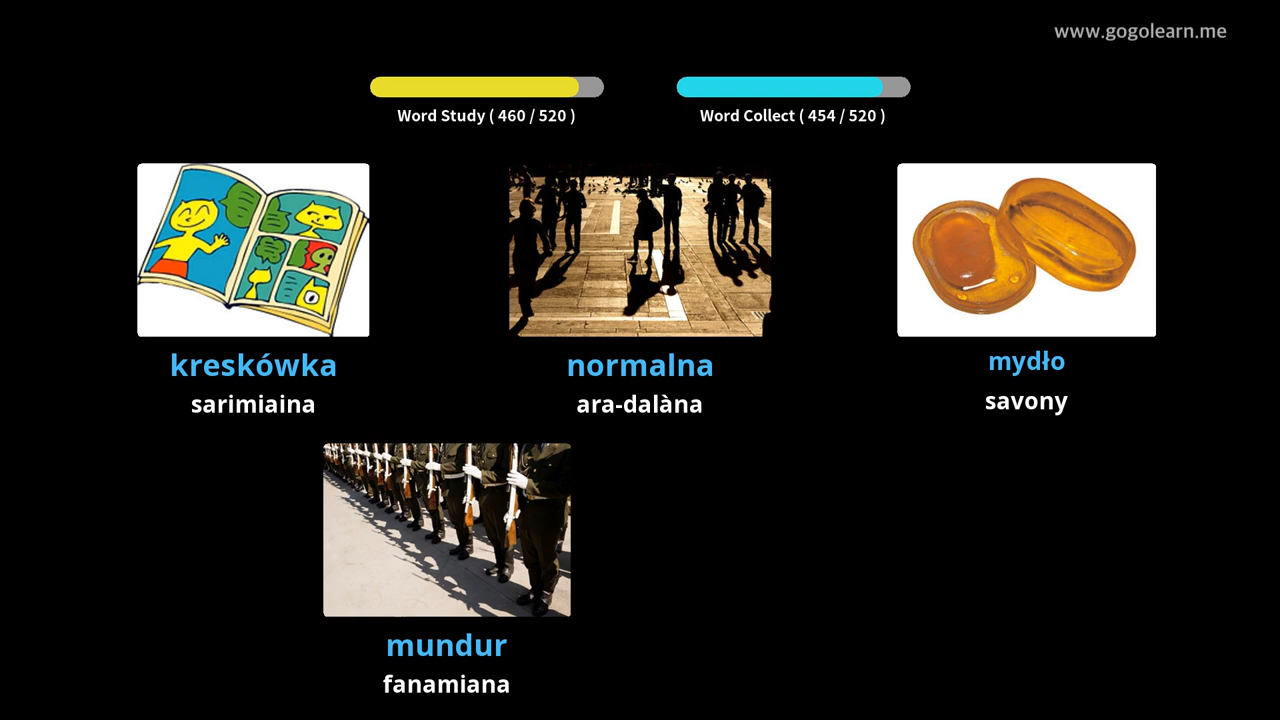 www.gogolearn.me
Word Study ( 460 / 520 )
Word Collect ( 454 / 520 )
kreskówka
sarimiaina
normalna
ara-dalàna
mydło
savony
mundur
fanamiana